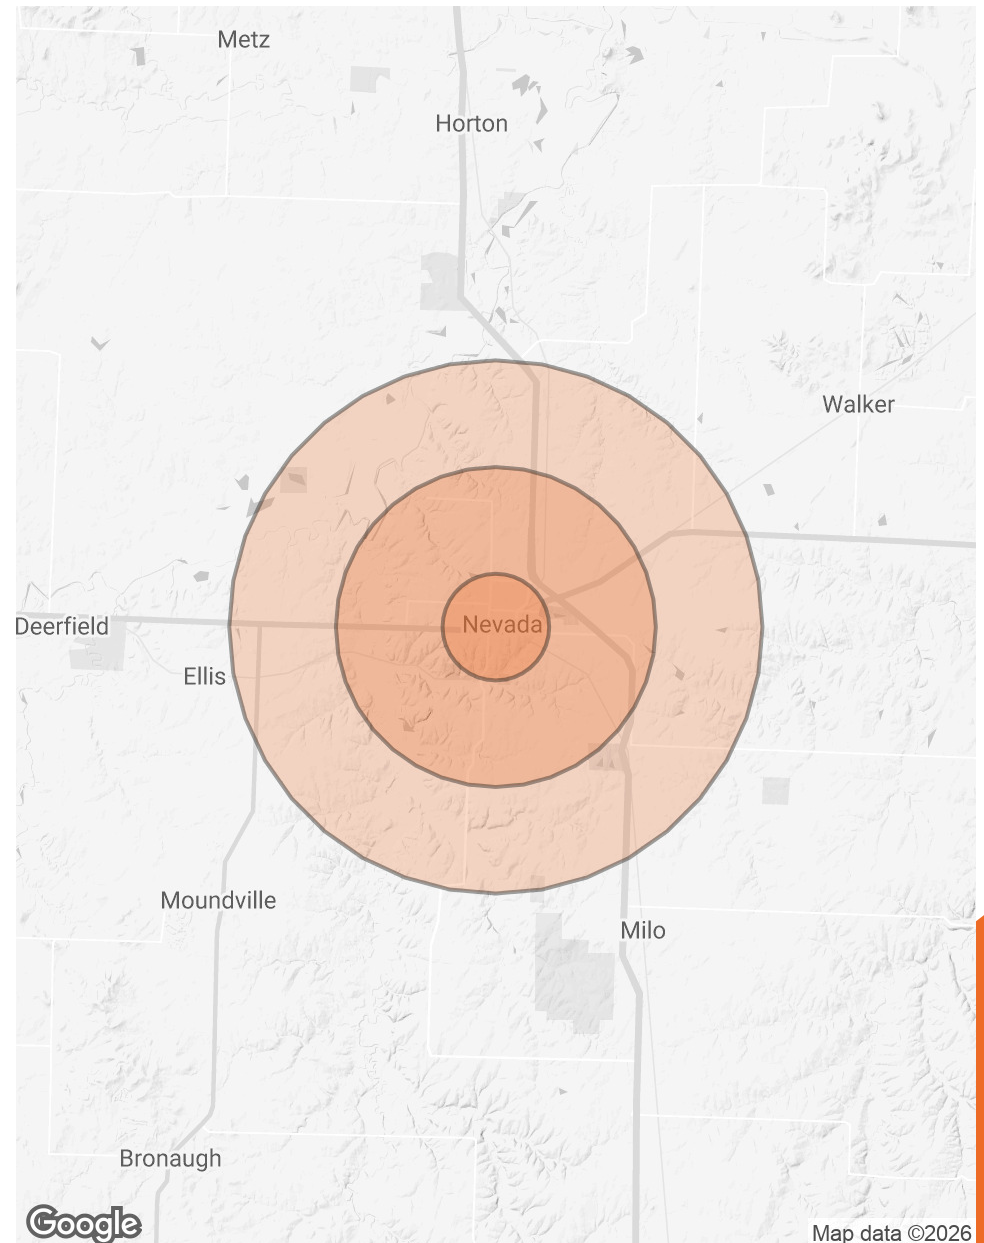 Metz
Horton
Walker
Nevada
Deerfield
Ellis
Moundville
Milo
Bronaugh
Google
Map data ©2026